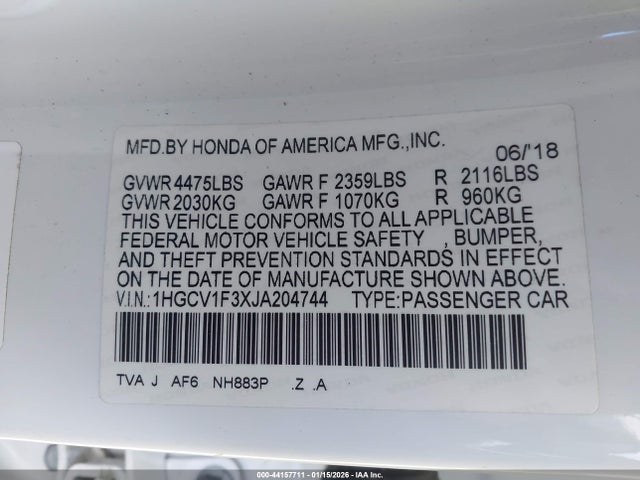 MFD.BY HONDA OF AMERICA MFG.,INC. 06/'18
GVWR 4475LBS GAWR F 2359LBS R 2116LBS
GVWR 2030KG GAWR F 1070KG R 960KG
THIS VEHICLE CONFORMS TO ALL APPLICABLE
FEDERAL MOTOR VEHICLE SAFETY , BUMPER,
AND THEFT PREVENTION STANDARDS IN EFFECT
ON THE DATE OF MANUFACTURE SHOWN ABOVE.
V.I.N.:1HGCV1F3XJA204744 TYPE:PASSENGER CAR
TVA J AF6 NH883P .Z .A
000-44157711 - 01/15/2026 - IAA Inc.